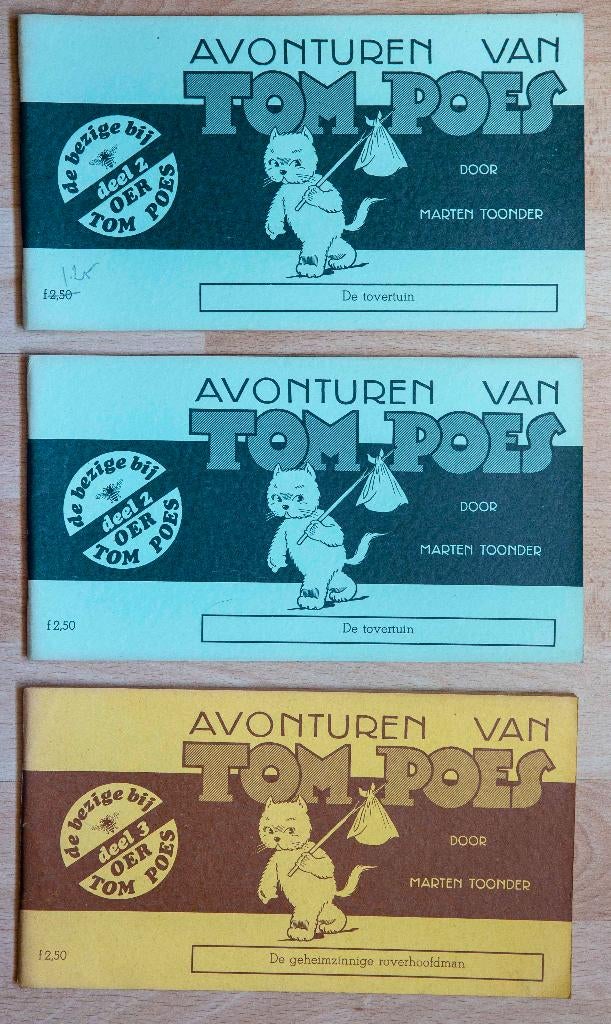 AVONTUREN VAN
TOM POES
de bezige bij
deel 2
OER
TOM POES
DOOR
MARTEN TOONDER
1.25
f 2,50
De tovertuin
AVONTUREN VAN
TOM POES
de bezige bij
deel 2
OER
TOM POES
DOOR
MARTEN TOONDER
f 2,50
De tovertuin
AVONTUREN VAN
TOM POES
de bezige bij
deel 3
OER
TOM POES
DOOR
MARTEN TOONDER
f 2,50
De geheimzinnige roverhoofdman